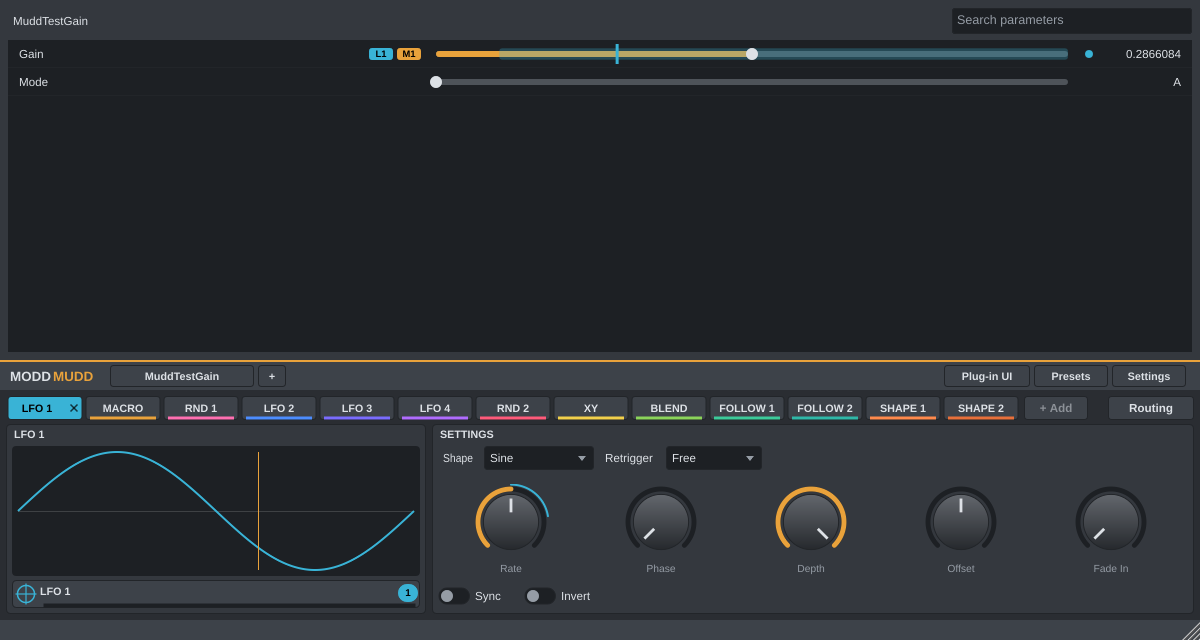 MuddTestGain
Search parameters
Gain L1 M1 0.2866084
Mode A
MODDMUDD MuddTestGain + Plug-in UI Presets Settings
LFO 1 ✕ MACRO RND 1 LFO 2 LFO 3 LFO 4 RND 2 XY BLEND FOLLOW 1 FOLLOW 2 SHAPE 1 SHAPE 2 + Add Routing
LFO 1
SETTINGS
Shape Sine Retrigger Free
Rate Phase Depth Offset Fade In
LFO 1 1
Sync Invert